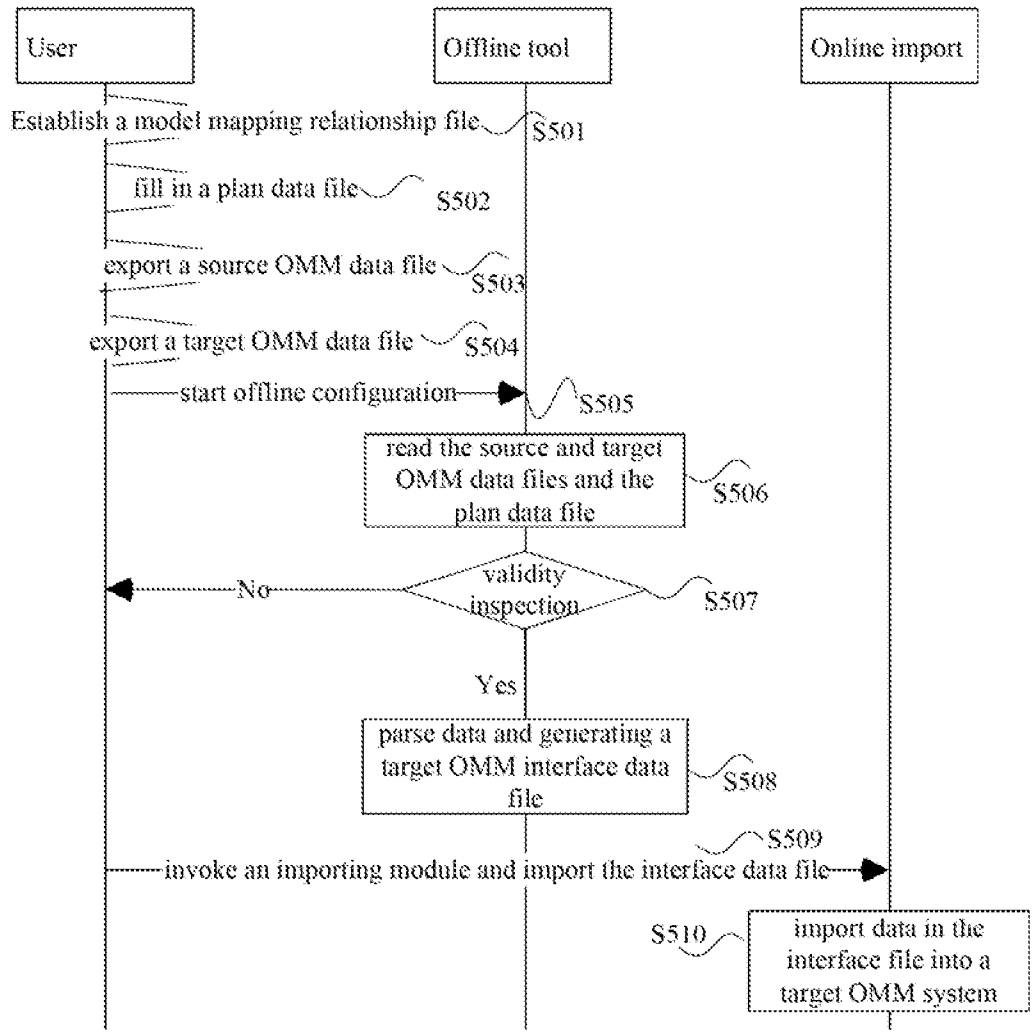 User
Offline tool
Online import
Establish a model mapping relationship file
S501
fill in a plan data file
S502
export a source OMM data file
S503
export a target OMM data file
S504
start offline configuration
S505
read the source and target
OMM data files and the
plan data file
S506
validity
inspection
No
S507
Yes
parse data and generating a
target OMM interface data
file
S508
S509
invoke an importing module and import the interface data file
S510
import data in the
interface file into a
target OMM system